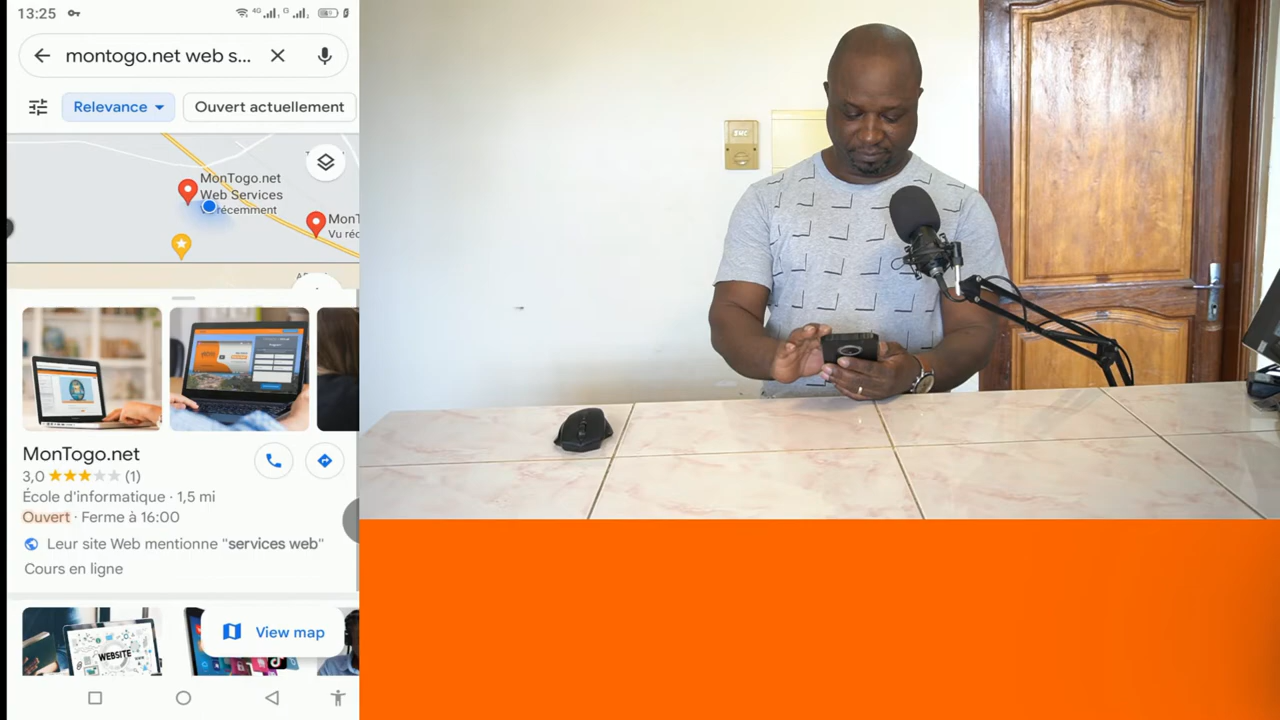 13:25
4G
G
montogo.net web s...
Relevance
Ouvert actuellement
MonTogo.net
Web Services
récemment
MonT
Vu réc
MonTogo.net
3,0 (1)
École d'informatique · 1,5 mi
Ouvert · Ferme à 16:00
Leur site Web mentionne "services web"
Cours en ligne
WEBSITE
View map
SMC